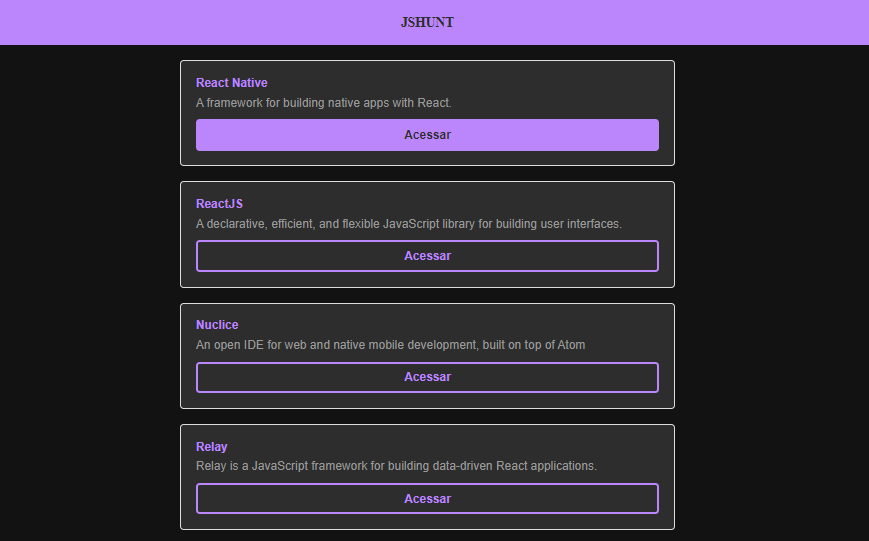 JSHUNT
React Native
A framework for building native apps with React.
Acessar
ReactJS
A declarative, efficient, and flexible JavaScript library for building user interfaces.
Acessar
Nuclice
An open IDE for web and native mobile development, built on top of Atom
Acessar
Relay
Relay is a JavaScript framework for building data-driven React applications.
Acessar